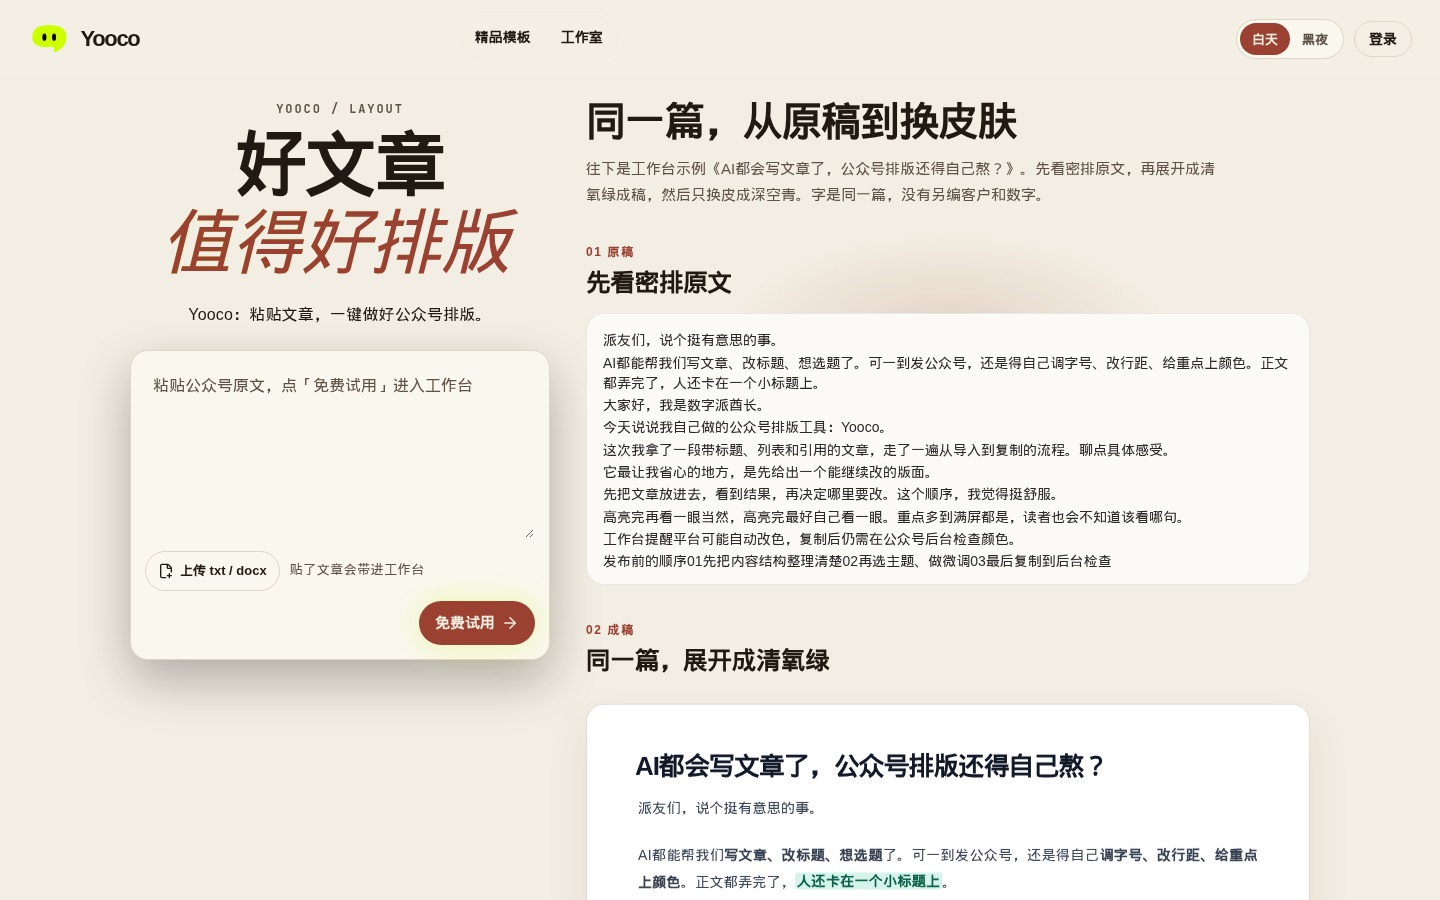 Yooco
精品模板
工作室
白天
黑夜
登录
YOOCO / LAYOUT
好文章
值得好排版
Yooco：粘贴文章，一键做好公众号排版。
粘贴公众号原文，点「免费试用」进入工作台
上传 txt / docx
贴了文章会带进工作台
免费试用
同一篇，从原稿到换皮肤
往下是工作台示例《AI都会写文章了，公众号排版还得自己熬？》。先看密排原文，再展开成清
氧绿成稿，然后只换皮成深空青。字是同一篇，没有另编客户和数字。
01 原稿
先看密排原文
派友们，说个挺有意思的事。
AI都能帮我们写文章、改标题、想选题了。可一到发公众号，还是得自己调字号、改行距、给重点上颜色。正文
都弄完了，人还卡在一个小标题上。
大家好，我是数字派酋长。
今天说说我自己做的公众号排版工具：Yooco。
这次我拿了一段带标题、列表和引用的文章，走了一遍从导入到复制的流程。聊点具体感受。
它最让我省心的地方，是先给出一个能继续改的版面。
先把文章放进去，看到结果，再决定哪里要改。这个顺序，我觉得挺舒服。
高亮完再看一眼当然，高亮完最好自己看一眼。重点多到满屏都是，读者也会不知道该看哪句。
工作台提醒平台可能自动改色，复制后仍需在公众号后台检查颜色。
发布前的顺序01先把内容结构整理清楚02再选主题、做微调03最后复制到后台检查
02 成稿
同一篇，展开成清氧绿
AI都会写文章了，公众号排版还得自己熬？
派友们，说个挺有意思的事。
AI都能帮我们写文章、改标题、想选题了。可一到发公众号，还是得自己调字号、改行距、给重点
上颜色。正文都弄完了，人还卡在一个小标题上。